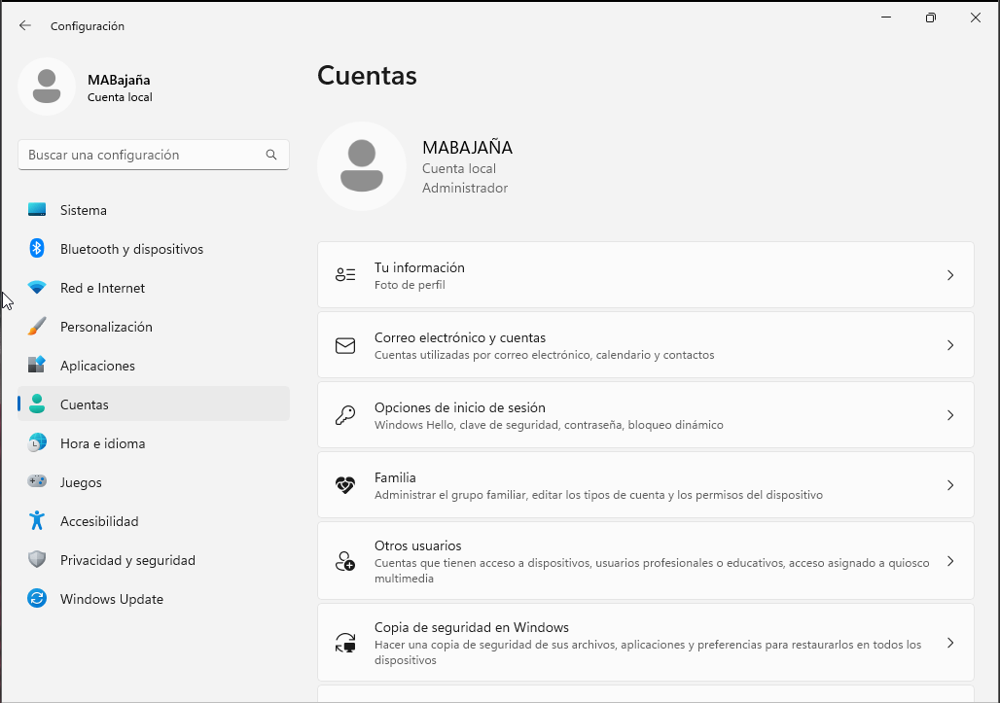 Configuración
MABajaña
Cuenta local
Buscar una configuración
Sistema
Bluetooth y dispositivos
Red e Internet
Personalización
Aplicaciones
Cuentas
Hora e idioma
Juegos
Accesibilidad
Privacidad y seguridad
Windows Update
Cuentas
MABAJAÑA
Cuenta local
Administrador
Tu información
Foto de perfil
Correo electrónico y cuentas
Cuentas utilizadas por correo electrónico, calendario y contactos
Opciones de inicio de sesión
Windows Hello, clave de seguridad, contraseña, bloqueo dinámico
Familia
Administrar el grupo familiar, editar los tipos de cuenta y los permisos del dispositivo
Otros usuarios
Cuentas que tienen acceso a dispositivos, usuarios profesionales o educativos, acceso asignado a quiosco
multimedia
Copia de seguridad en Windows
Hacer una copia de seguridad de sus archivos, aplicaciones y preferencias para restaurarlos en todos los
dispositivos